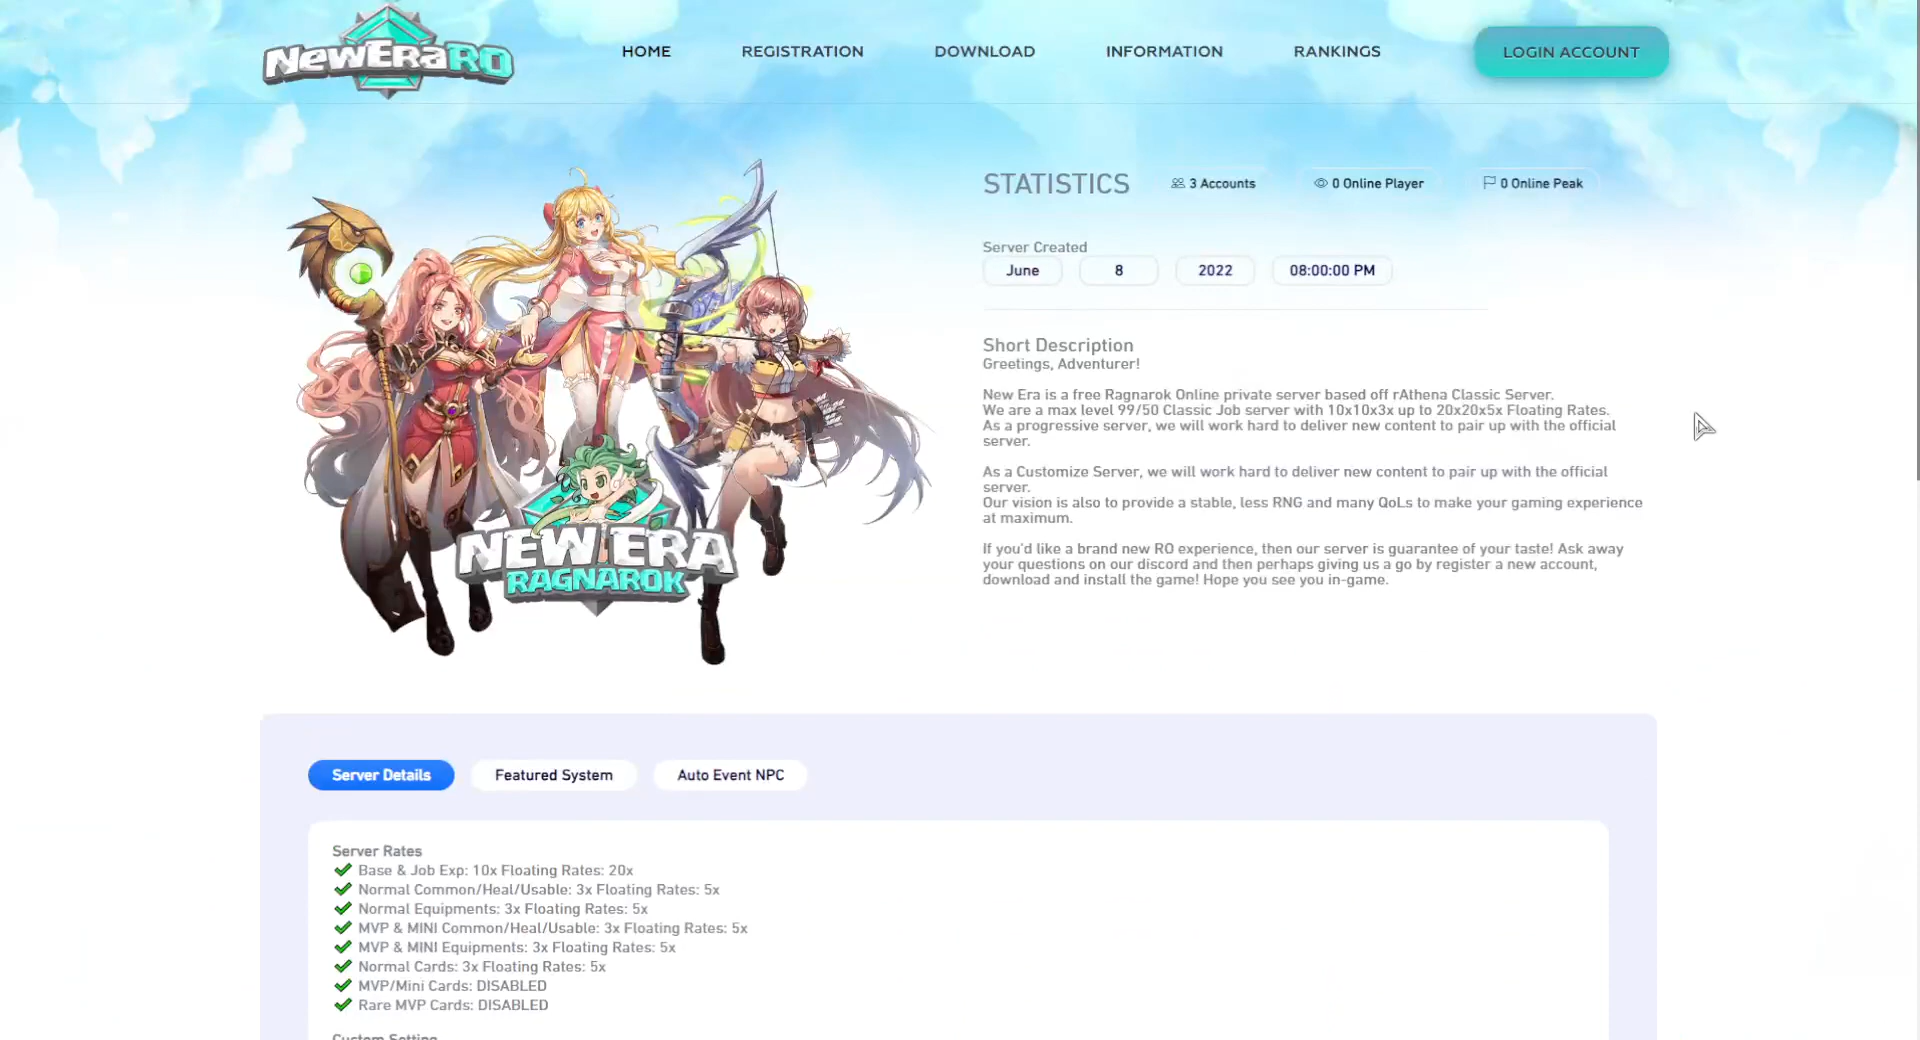 NewEraRO
HOME
REGISTRATION
DOWNLOAD
INFORMATION
RANKINGS
LOGIN ACCOUNT
NEW ERA
RAGNAROK
STATISTICS
3 Accounts
0 Online Player
0 Online Peak
Server Created
June
8
2022
08:00:00 PM
Short Description
Greetings, Adventurer!
New Era is a free Ragnarok Online private server based off rAthena Classic Server.
We are a max level 99/50 Classic Job server with 10x10x3x up to 20x20x5x Floating Rates.
As a progressive server, we will work hard to deliver new content to pair up with the official
server.
As a Customize Server, we will work hard to deliver new content to pair up with the official
server.
Our vision is also to provide a stable, less RNG and many QoLs to make your gaming experience
at maximum.
If you'd like a brand new RO experience, then our server is guarantee of your taste! Ask away
your questions on our discord and then perhaps giving us a go by register a new account,
download and install the game! Hope you see you in-game.
Server Details
Featured System
Auto Event NPC
Server Rates
Base & Job Exp: 10x Floating Rates: 20x
Normal Common/Heal/Usable: 3x Floating Rates: 5x
Normal Equipments: 3x Floating Rates: 5x
MVP & MINI Common/Heal/Usable: 3x Floating Rates: 5x
MVP & MINI Equipments: 3x Floating Rates: 5x
Normal Cards: 3x Floating Rates: 5x
MVP/Mini Cards: DISABLED
Rare MVP Cards: DISABLED
Custom Setting